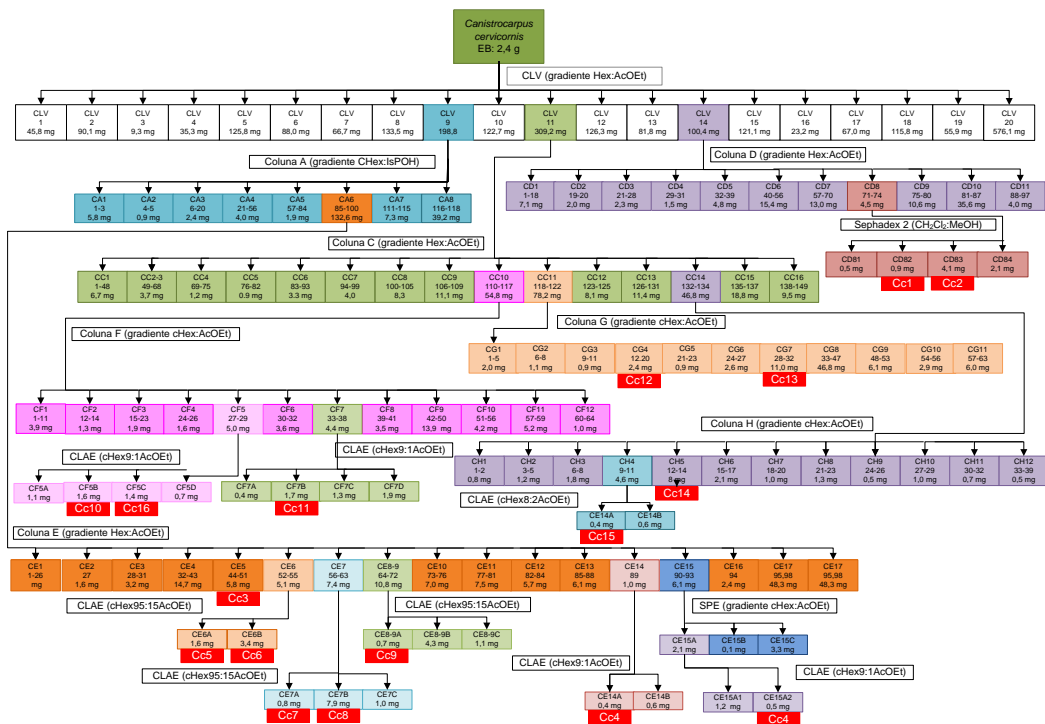 Canistrocarpus
cervicornis
EB: 2,4 g
CLV (gradiente Hex:AcOEt)
CLV
1
45,8 mg
CLV
2
90,1 mg
CLV
3
9,3 mg
CLV
4
35,3 mg
CLV
5
125,8 mg
CLV
6
88,0 mg
CLV
7
66,7 mg
CLV
8
133,5 mg
CLV
9
198,8
CLV
10
122,7 mg
CLV
11
309,2 mg
CLV
12
126,3 mg
CLV
13
81,8 mg
CLV
14
100,4 mg
CLV
15
121,1 mg
CLV
16
23,2 mg
CLV
17
67,0 mg
CLV
18
115,8 mg
CLV
19
55,9 mg
CLV
20
576,1 mg
Coluna A (gradiente CHex:IsPOH)
Coluna D (gradiente Hex:AcOEt)
CA1
1-3
5,8 mg
CA2
4-5
0,9 mg
CA3
6-20
2,4 mg
CA4
21-56
4,0 mg
CA5
57-84
1,9 mg
CA6
85-100
132,6 mg
CA7
111-115
7,3 mg
CA8
116-118
39,2 mg
CD1
1-18
7,1 mg
CD2
19-20
2,0 mg
CD3
21-28
2,3 mg
CD4
29-31
1,5 mg
CD5
32-39
4,8 mg
CD6
40-56
15,4 mg
CD7
57-70
13,0 mg
CD8
71-74
4,5 mg
CD9
75-80
10,6 mg
CD10
81-87
35,6 mg
CD11
88-97
4,0 mg
Sephadex 2 (CH2Cl2:MeOH)
Coluna C (gradiente Hex:AcOEt)
CD81
0,5 mg
CD82
0,9 mg
CD83
4,1 mg
CD84
2,1 mg
Cc1
Cc2
CC1
1-48
6,7 mg
CC2-3
49-68
3,7 mg
CC4
69-75
1,2 mg
CC5
76-82
0.9 mg
CC6
83-93
3.3 mg
CC7
94-99
4,0
CC8
100-105
8,3
CC9
106-109
11,1 mg
CC10
110-117
54,8 mg
CC11
118-122
78,2 mg
CC12
123-125
8,1 mg
CC13
126-131
11,4 mg
CC14
132-134
46,8 mg
CC15
135-137
18,8 mg
CC16
138-149
9,5 mg
Coluna F (gradiente cHex:AcOEt)
Coluna G (gradiente cHex:AcOEt)
CG1
1-5
2,0 mg
CG2
6-8
1,1 mg
CG3
9-11
0,9 mg
CG4
12.20
2,4 mg
CG5
21-23
0,9 mg
CG6
24-27
2,6 mg
CG7
28-32
11,0 mg
CG8
33-47
46,8 mg
CG9
48-53
6,1 mg
CG10
54-56
2,9 mg
CG11
57-63
6,0 mg
Cc12
Cc13
CF1
1-11
3,9 mg
CF2
12-14
1,3 mg
CF3
15-23
1,9 mg
CF4
24-26
1,6 mg
CF5
27-29
5,0 mg
CF6
30-32
3,6 mg
CF7
33-38
4,4 mg
CF8
39-41
3,5 mg
CF9
42-50
13,9 mg
CF10
51-56
4,2 mg
CF11
57-59
5,2 mg
CF12
60-64
1,0 mg
Coluna H (gradiente cHex:AcOEt)
CLAE (cHex9:1AcOEt)
CLAE (cHex9:1AcOEt)
CF5A
1,1 mg
CF5B
1,6 mg
CF5C
1,4 mg
CF5D
0,7 mg
Cc10
Cc16
CF7A
0,4 mg
CF7B
1,7 mg
CF7C
1,3 mg
CF7D
1,9 mg
Cc11
CH1
1-2
0,8 mg
CH2
3-5
1,2 mg
CH3
6-8
1,8 mg
CH4
9-11
4,6 mg
CH5
12-14
8 mg
CH6
15-17
2,1 mg
CH7
18-20
1,0 mg
CH8
21-23
1,3 mg
CH9
24-26
0,5 mg
CH10
27-29
1,0 mg
CH11
30-32
0,7 mg
CH12
33-39
0,5 mg
Cc14
CLAE (cHex8:2AcOEt)
CE14A
0,4 mg
CE14B
0,6 mg
Cc15
Coluna E (gradiente Hex:AcOEt)
CE1
1-26
mg
CE2
27
1,6 mg
CE3
28-31
3,2 mg
CE4
32-43
14,7 mg
CE5
44-51
5,8 mg
CE6
52-55
5,1 mg
CE7
56-63
7,4 mg
CE8-9
64-72
10,8 mg
CE10
73-76
7,0 mg
CE11
77-81
7,5 mg
CE12
82-84
5,7 mg
CE13
85-88
6,1 mg
CE14
89
1,0 mg
CE15
90-93
6,1 mg
CE16
94
2,4 mg
CE17
95,98
48,3 mg
CE17
95,98
48,3 mg
Cc3
CLAE (cHex95:15AcOEt)
CLAE (cHex95:15AcOEt)
SPE (gradiente cHex:AcOEt)
CE6A
1,6 mg
CE6B
3,4 mg
Cc5
Cc6
CE8-9A
0,7 mg
CE8-9B
4,3 mg
CE8-9C
1,1 mg
Cc9
CE15A
2,1 mg
CE15B
0,1 mg
CE15C
3,3 mg
CLAE (cHex95:15AcOEt)
CLAE (cHex9:1AcOEt)
CLAE (cHex9:1AcOEt)
CE7A
0,8 mg
CE7B
7,9 mg
CE7C
1,0 mg
Cc7
Cc8
CE14A
0,4 mg
CE14B
0,6 mg
Cc4
CE15A1
1,2 mg
CE15A2
0,5 mg
Cc4